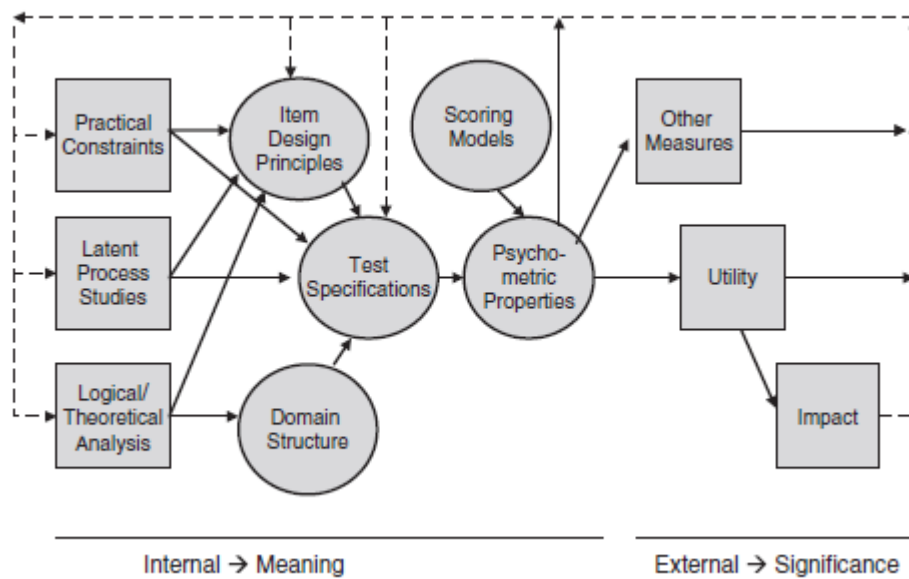 Practical
Constraints
Item
Design
Principles
Scoring
Models
Other
Measures
Latent
Process
Studies
Test
Specifications
Psycho-
metric
Properties
Utility
Logical/
Theoretical
Analysis
Domain
Structure
Impact
Internal → Meaning
External → Significance